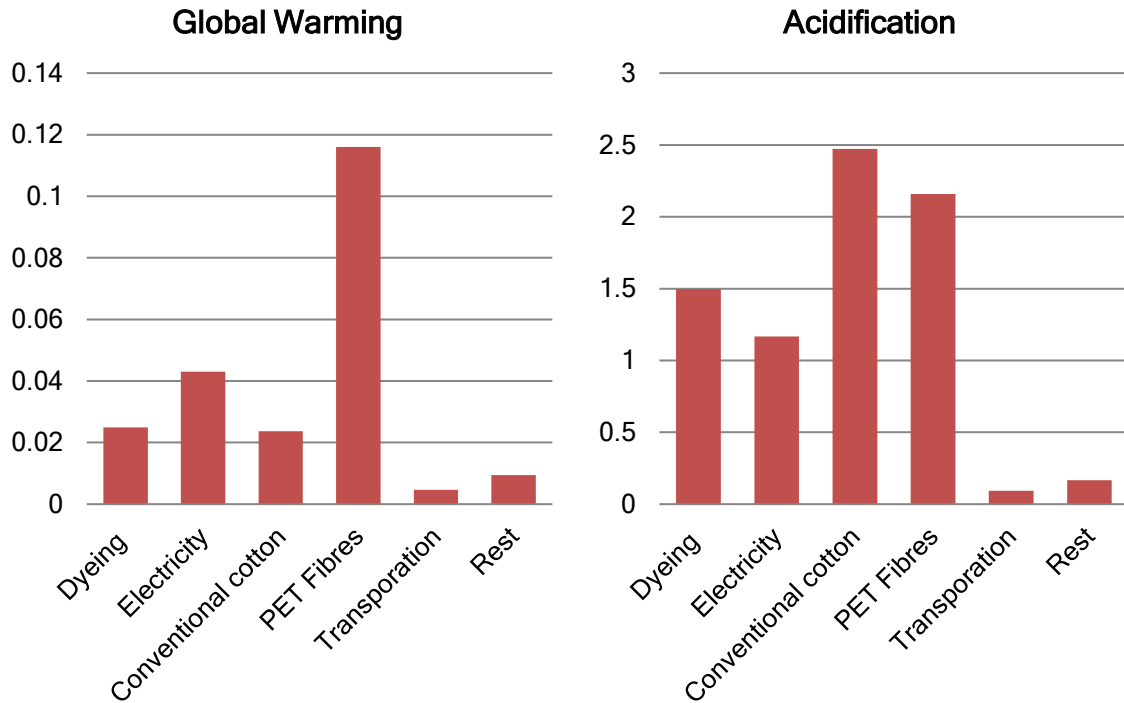 Global Warming
0.14
0.12
0.1
0.08
0.06
0.04
0.02
0
Dyeing
Electricity
Conventional cotton
PET Fibres
Transporation
Rest
Acidification
3
2.5
2
1.5
1
0.5
0
Dyeing
Electricity
Conventional cotton
PET Fibres
Transporation
Rest